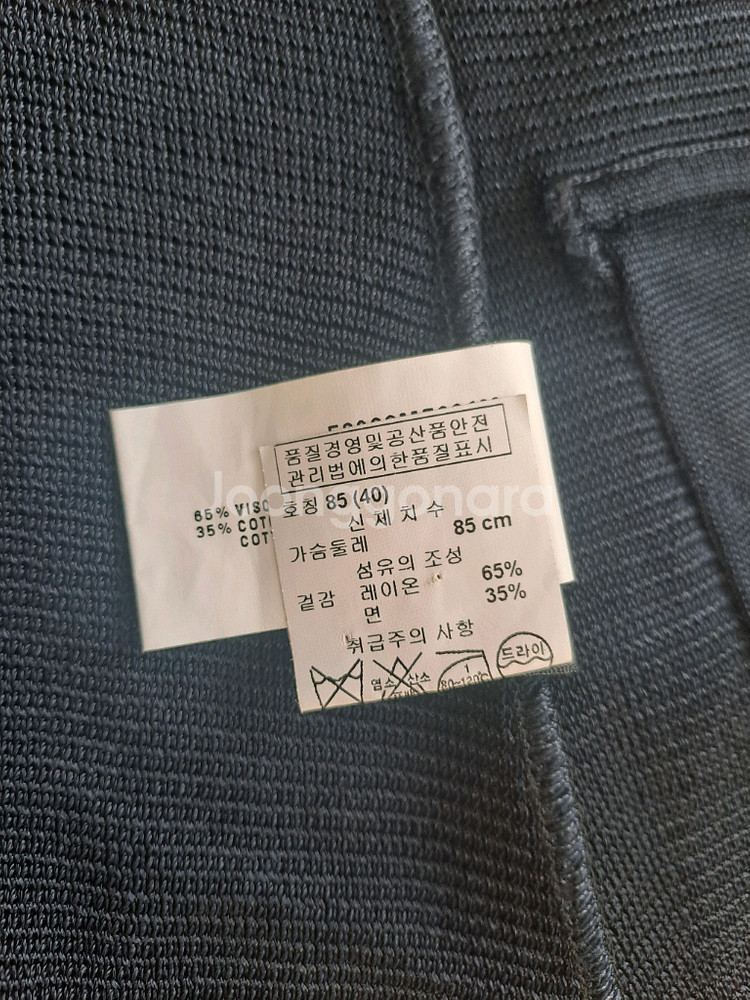 품질경영및공산품안전
관리법에의한품질표시
호칭 85 (40)
신체치수
가슴둘레 85 cm
섬유의 조성
겉감 레이온 65%
면 35%
취급주의 사항
염소 산소
80~120℃
드라이
65% VISC
35% COT
COT
Joonggonara